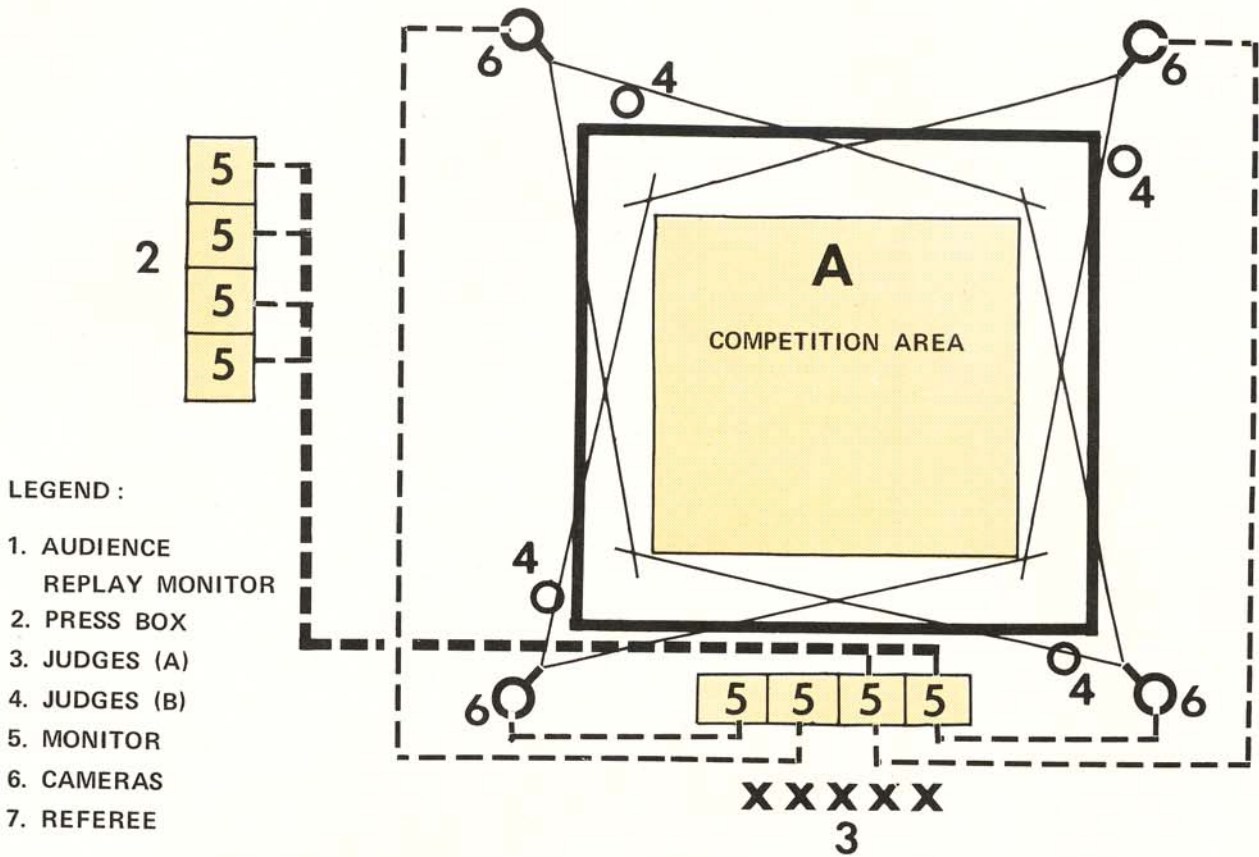 6
4
6
4
5
5
2
5
5
A
COMPETITION AREA
LEGEND :
1. AUDIENCE
REPLAY MONITOR
2. PRESS BOX
3. JUDGES (A)
4. JUDGES (B)
5. MONITOR
6. CAMERAS
7. REFEREE
4
6
5 5 5 5
4
6
X X X X X
3